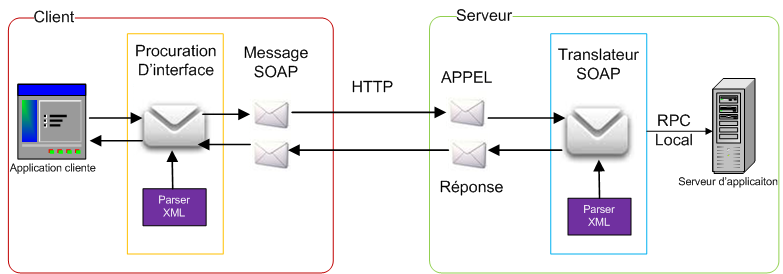 Client
Serveur
Procuration
D'interface
Message
SOAP
HTTP
APPEL
Translateur
SOAP
RPC
Local
Application cliente
Serveur d'applicaiton
Réponse
Parser
XML
Parser
XML